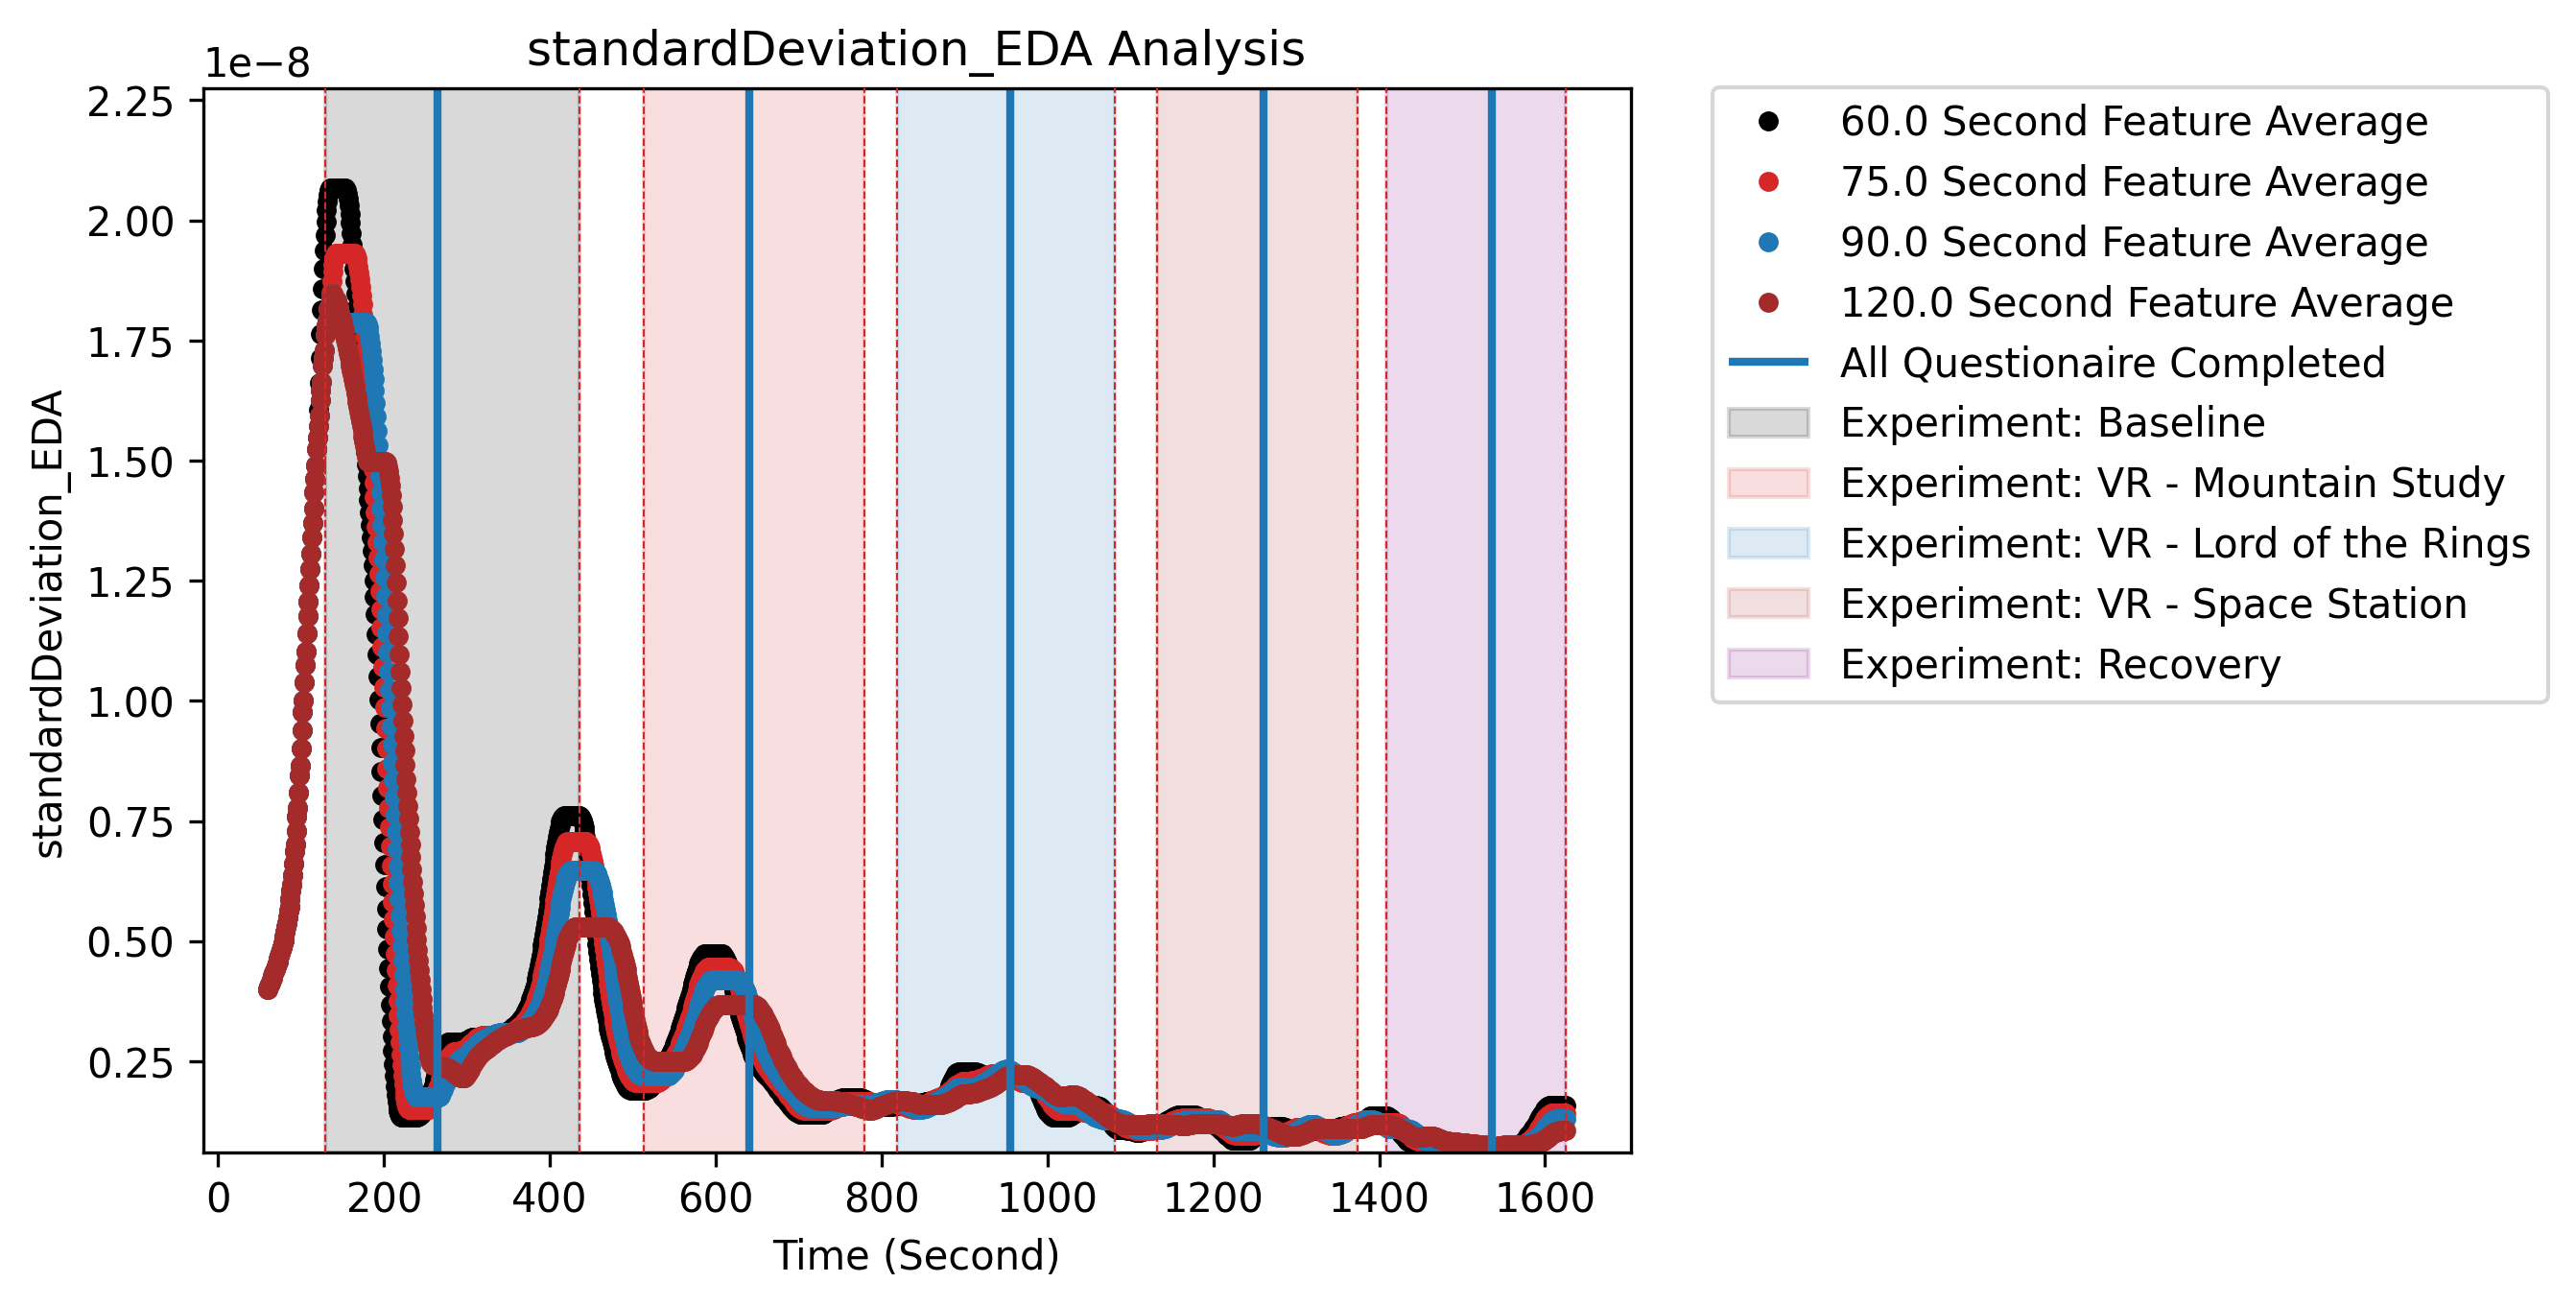 standardDeviation_EDA Analysis
1e−8
2.25
2.00
1.75
1.50
1.25
1.00
0.75
0.50
0.25
standardDeviation_EDA
0
200
400
600
800
1000
1200
1400
1600
Time (Second)
60.0 Second Feature Average
75.0 Second Feature Average
90.0 Second Feature Average
120.0 Second Feature Average
All Questionaire Completed
Experiment: Baseline
Experiment: VR - Mountain Study
Experiment: VR - Lord of the Rings
Experiment: VR - Space Station
Experiment: Recovery